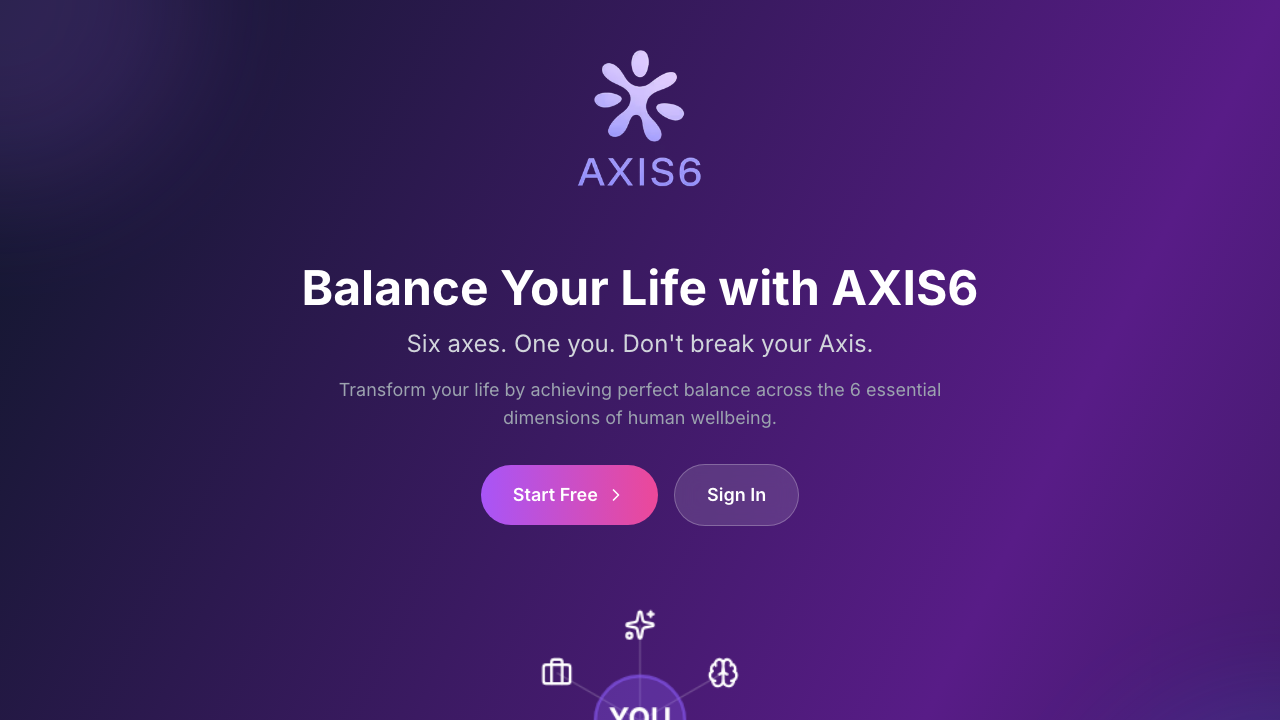 AXIS6
Balance Your Life with AXIS6
Six axes. One you. Don't break your Axis.
Transform your life by achieving perfect balance across the 6 essential
dimensions of human wellbeing.
Start Free
Sign In
YOU